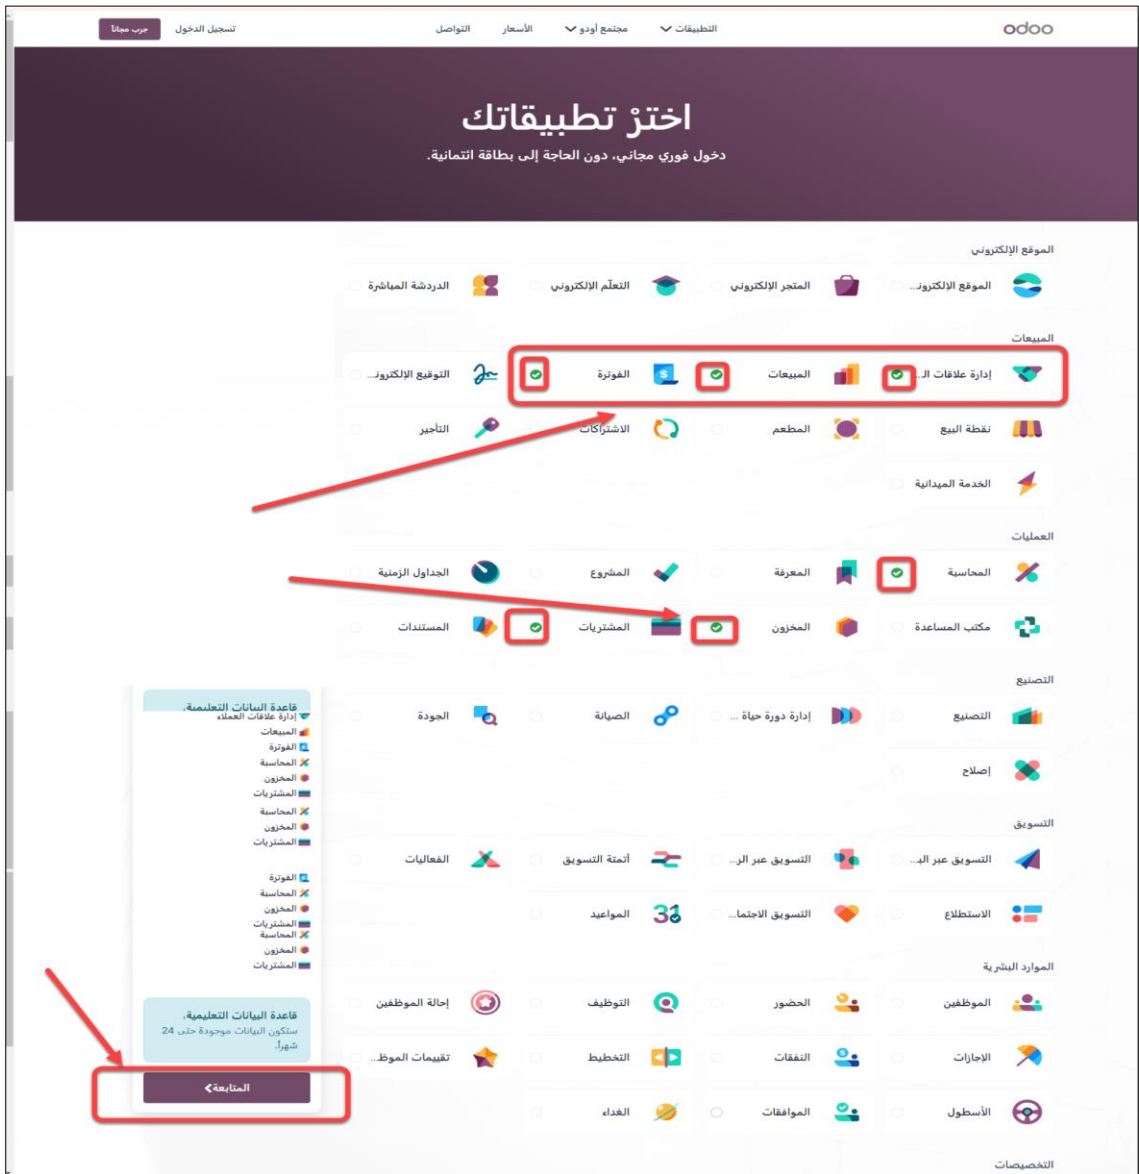 odoo التطبيقات مجتمع أودو الأسعار التواصل تسجيل الدخول جرب مجاناً
اخترْ تطبيقاتك
دخول فوري مجاني، دون الحاجة إلى بطاقة ائتمانية.
الموقع الإلكتروني
الموقع الإلكترونـ... المتجر الإلكتروني التعلّم الإلكتروني الدردشة المباشرة
المبيعات
إدارة علاقات الـ... المبيعات الفوترة التوقيع الإلكترونـ...
نقطة البيع المطعم الاشتراكات التأجير
الخدمة الميدانية
العمليات
المحاسبة المعرفة المشروع الجداول الزمنية
مكتب المساعدة المخزون المشتريات المستندات
التصنيع
التصنيع إدارة دورة حياة ... الصيانة الجودة
إصلاح
التسويق
التسويق عبر البـ... التسويق عبر الر... أتمتة التسويق الفعاليات
الاستطلاع التسويق الاجتما... المواعيد
31
الموارد البشرية
الموظفين الحضور التوظيف إحالة الموظفين
الإجازات النفقات التخطيط تقييمات الموظـ...
الأسطول الموافقات الغداء
التخصيصات
قاعدة البيانات التعليمية.
إدارة علاقات العملاء
المبيعات
الفوترة
المحاسبة
المخزون
المشتريات
المحاسبة
المخزون
المشتريات
الفوترة
المحاسبة
المخزون
المشتريات
المحاسبة
المخزون
المشتريات
قاعدة البيانات التعليمية.
ستكون البيانات موجودة حتى 24
شهراً.
المتابعة